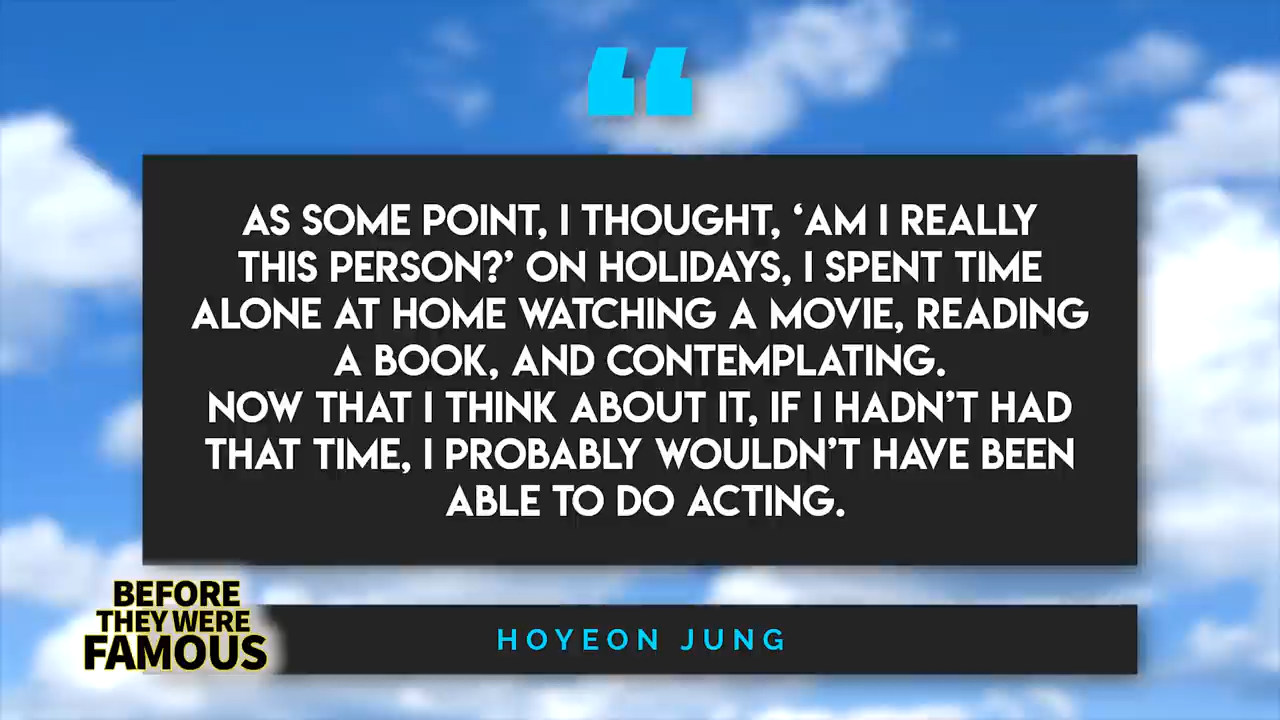 “
AS SOME POINT, I THOUGHT, ‘AM I REALLY
THIS PERSON?’ ON HOLIDAYS, I SPENT TIME
ALONE AT HOME WATCHING A MOVIE, READING
A BOOK, AND CONTEMPLATING.
NOW THAT I THINK ABOUT IT, IF I HADN’T HAD
THAT TIME, I PROBABLY WOULDN’T HAVE BEEN
ABLE TO DO ACTING.
BEFORE
THEY WERE
FAMOUS
HOYEON JUNG